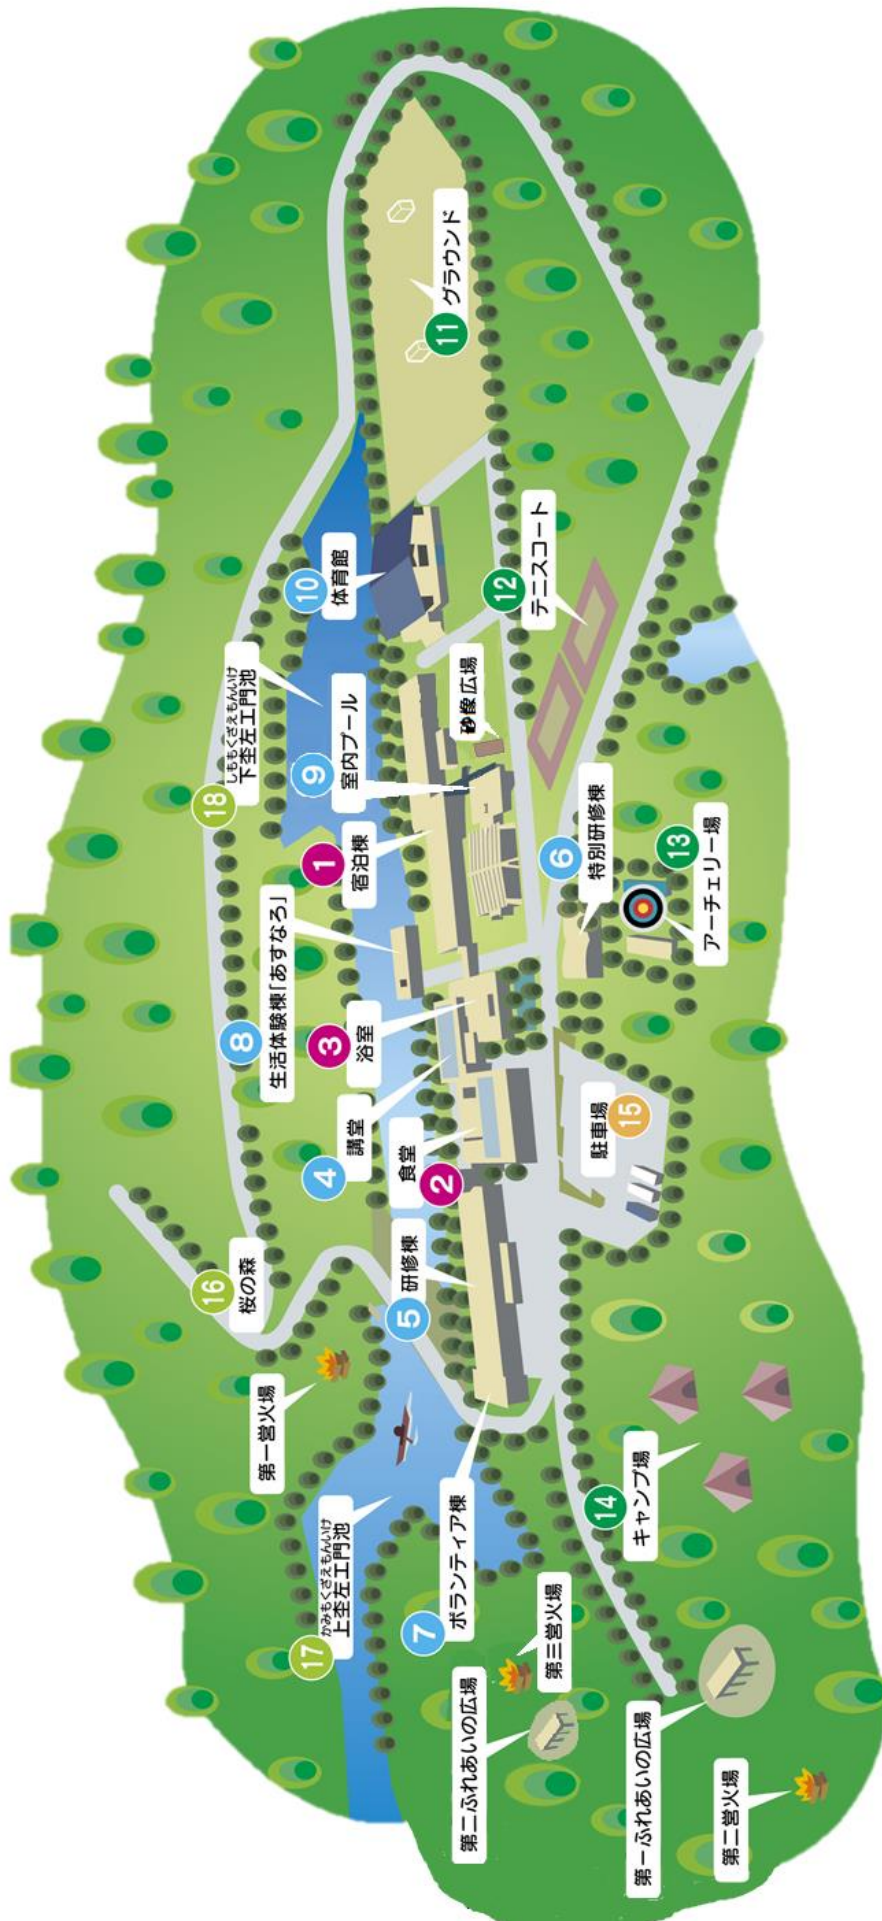 1
宿泊棟
2
食堂
3
浴室
4
講堂
5
研修棟
6
特別研修棟
7
ボランティア棟
8
生活体験棟「あすなろ」
9
室内プール
10
体育館
11
グラウンド
12
テニスコート
13
アーチェリー場
14
キャンプ場
15
駐車場
16
桜の森
17
かみもくざえもんいけ
上杢左エ門池
18
しももくざえもんいけ
下杢左エ門池
砂像広場
第一営火場
第二営火場
第三営火場
第一ふれあいの広場
第二ふれあいの広場